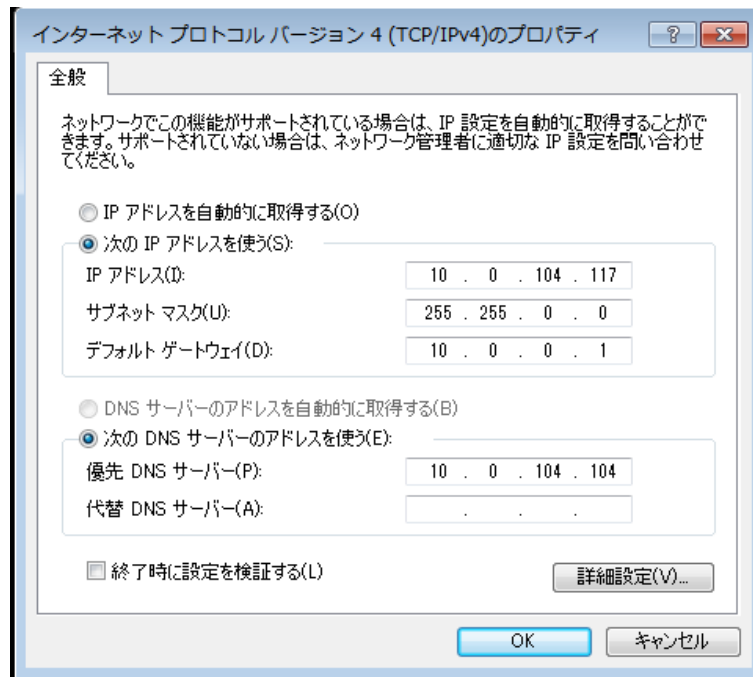 インターネット プロトコル バージョン 4 (TCP/IPv4)のプロパティ
全般
ネットワークでこの機能がサポートされている場合は、IP 設定を自動的に取得することがで
きます。サポートされていない場合は、ネットワーク管理者に適切な IP 設定を問い合わせ
てください。
IP アドレスを自動的に取得する(O)
次の IP アドレスを使う(S):
IP アドレス(I): 10 . 0 . 104 . 117
サブネット マスク(U): 255 . 255 . 0 . 0
デフォルト ゲートウェイ(D): 10 . 0 . 0 . 1
DNS サーバーのアドレスを自動的に取得する(B)
次の DNS サーバーのアドレスを使う(E):
優先 DNS サーバー(P): 10 . 0 . 104 . 104
代替 DNS サーバー(A): . . .
終了時に設定を検証する(L)
詳細設定(V)...
OK キャンセル